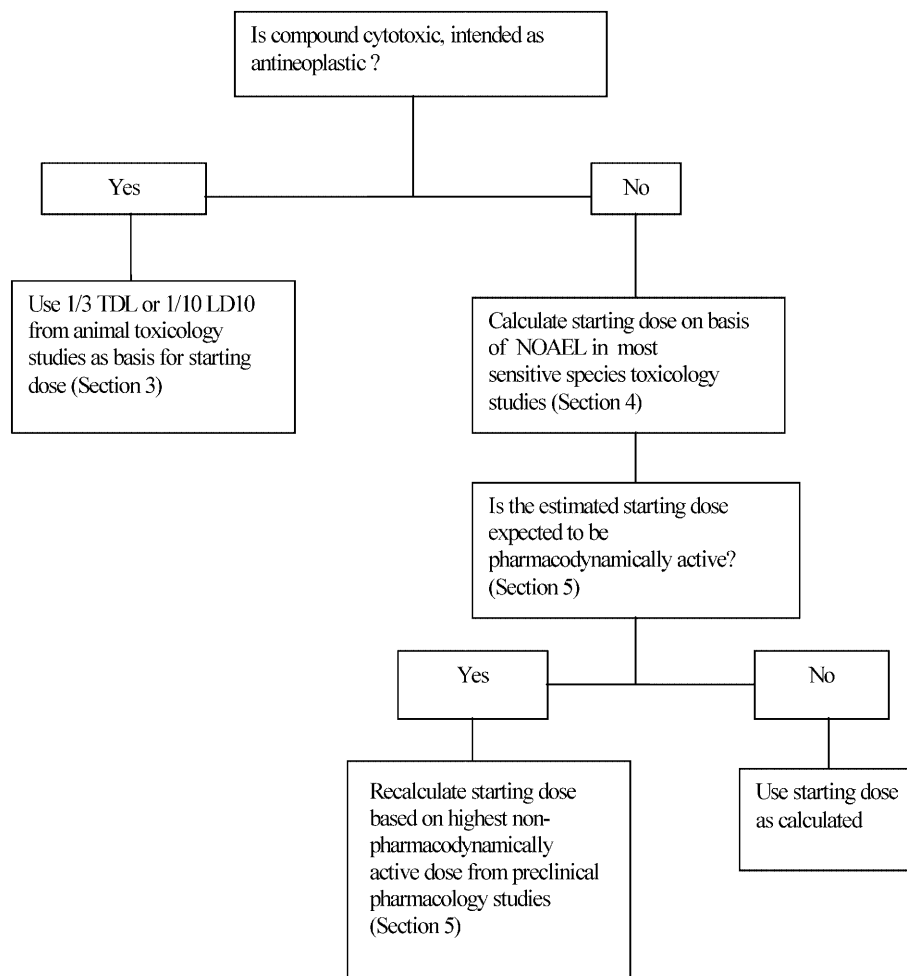 Is compound cytotoxic, intended as
antineoplastic ?
Yes
No
Use 1/3 TDL or 1/10 LD10
from animal toxicology
studies as basis for starting
dose (Section 3)
Calculate starting dose on basis
of NOAEL in most
sensitive species toxicology
studies (Section 4)
Is the estimated starting dose
expected to be
pharmacodynamically active?
(Section 5)
Yes
No
Recalculate starting dose
based on highest non-
pharmacodynamically
active dose from preclinical
pharmacology studies
(Section 5)
Use starting dose
as calculated